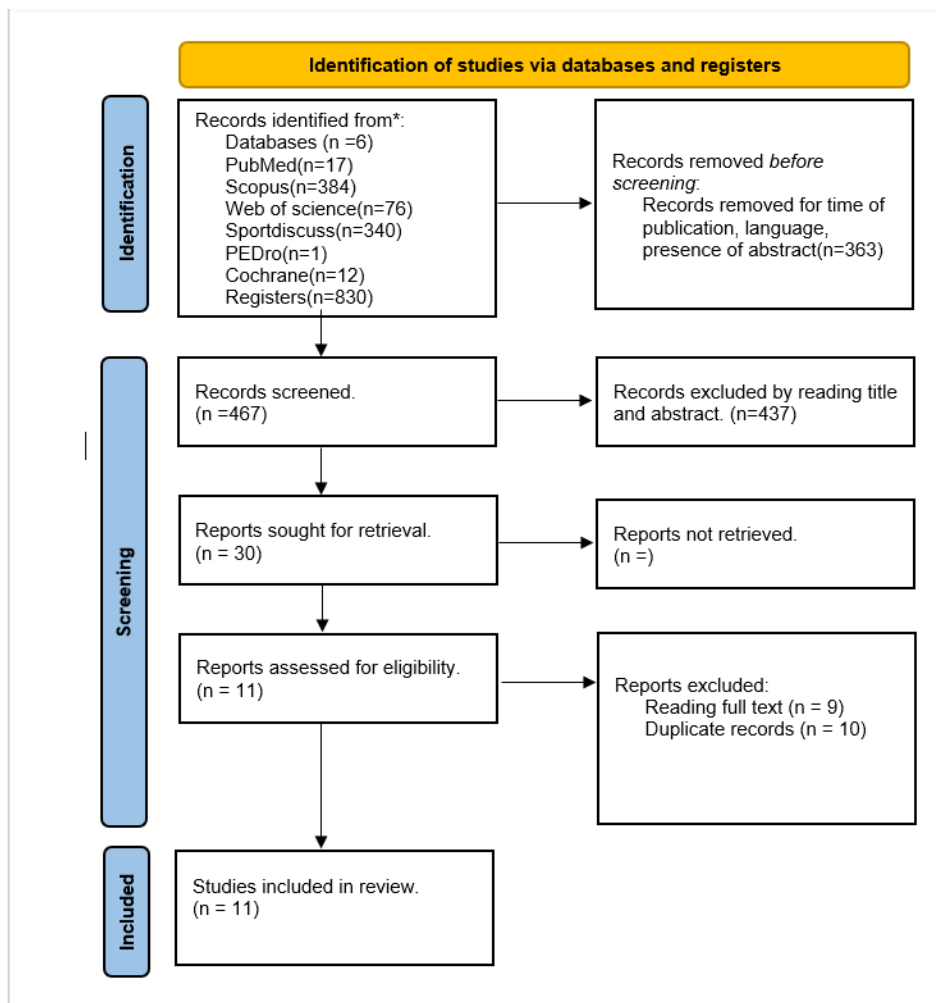 Identification of studies via databases and registers
Identification
Records identified from*:
Databases (n =6)
PubMed(n=17)
Scopus(n=384)
Web of science(n=76)
Sportdiscuss(n=340)
PEDro(n=1)
Cochrane(n=12)
Registers(n=830)
Records removed before
screening:
Records removed for time of
publication, language,
presence of abstract(n=363)
Screening
Records screened.
(n =467)
Records excluded by reading title
and abstract. (n=437)
Reports sought for retrieval.
(n = 30)
Reports not retrieved.
(n =)
Reports assessed for eligibility.
(n = 11)
Reports excluded:
Reading full text (n = 9)
Duplicate records (n = 10)
Included
Studies included in review.
(n = 11)